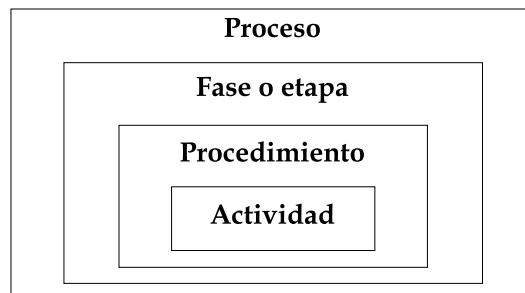 Proceso
Fase o etapa
Procedimiento
Actividad